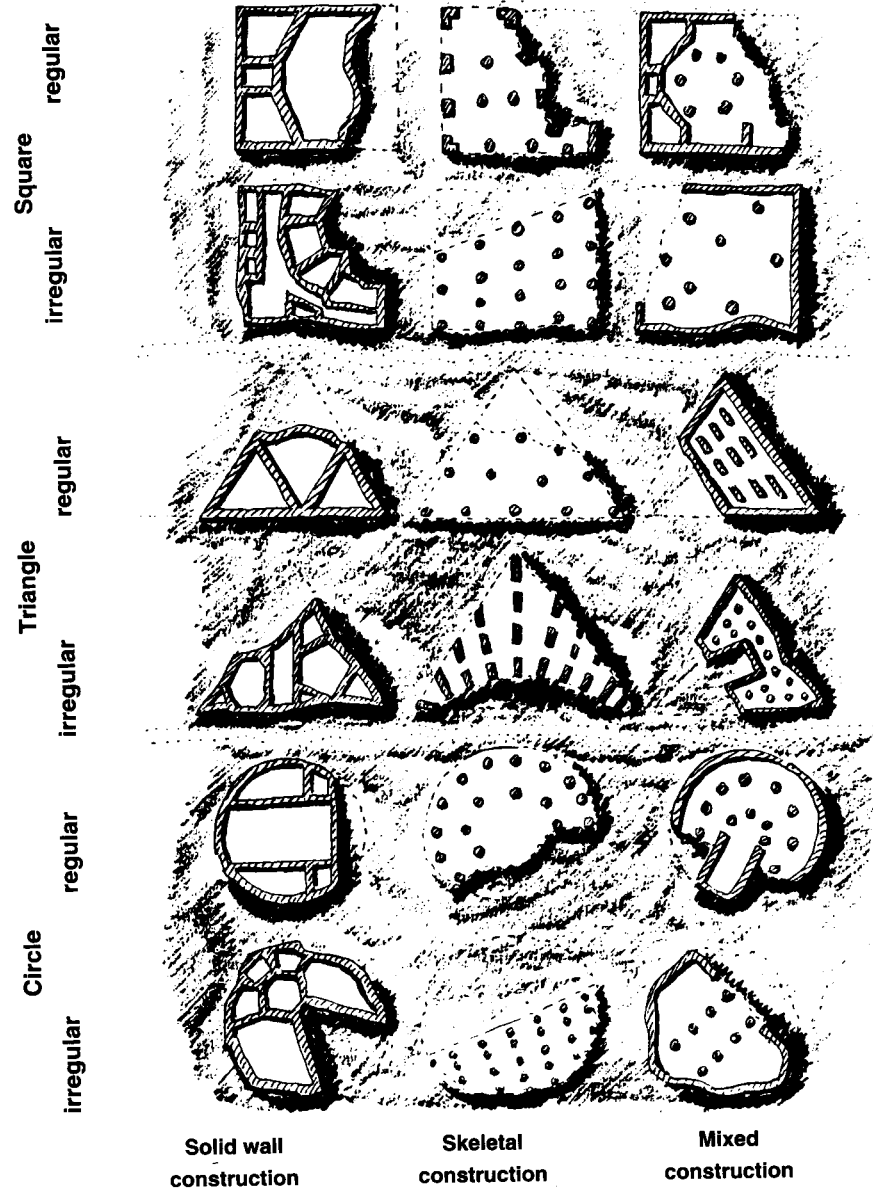 Square
regular
irregular
Triangle
regular
irregular
Circle
regular
irregular
Solid wall
construction
Skeletal
construction
Mixed
construction